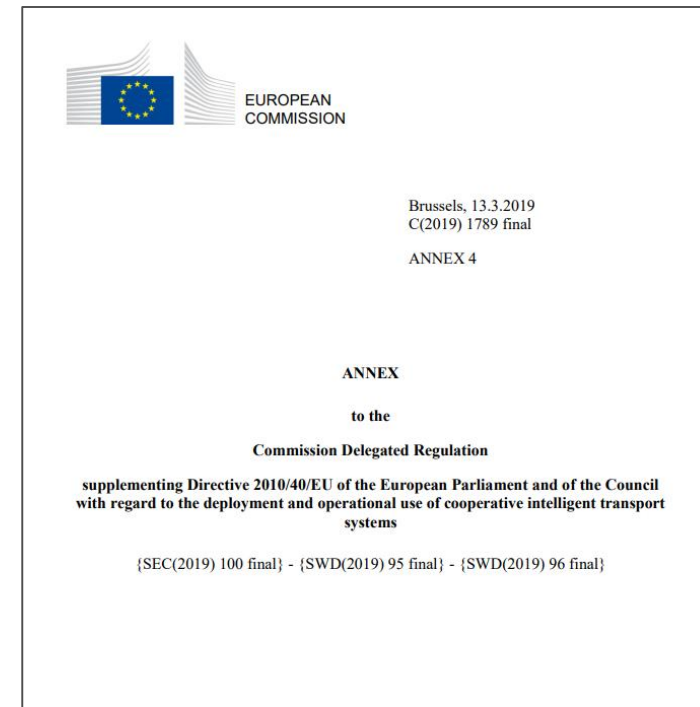 EUROPEAN
COMMISSION
Brussels, 13.3.2019
C(2019) 1789 final
ANNEX 4
ANNEX
to the
Commission Delegated Regulation
supplementing Directive 2010/40/EU of the European Parliament and of the Council
with regard to the deployment and operational use of cooperative intelligent transport
systems
{SEC(2019) 100 final} - {SWD(2019) 95 final} - {SWD(2019) 96 final}